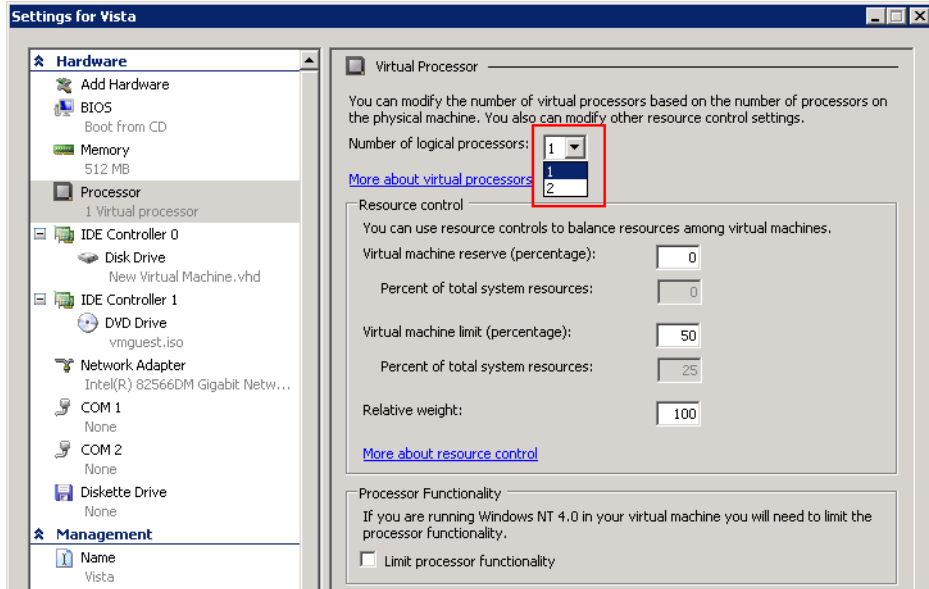 Settings for Vista
Hardware
Add Hardware
BIOS
Boot from CD
Memory
512 MB
Processor
1 Virtual processor
IDE Controller 0
Disk Drive
New Virtual Machine.vhd
IDE Controller 1
DVD Drive
vmguest.iso
Network Adapter
Intel(R) 82566DM Gigabit Netw...
COM 1
None
COM 2
None
Diskette Drive
None
Management
Name
Vista
Virtual Processor
You can modify the number of virtual processors based on the number of processors on
the physical machine. You also can modify other resource control settings.
Number of logical processors: 1
1
2
More about virtual processors
Resource control
You can use resource controls to balance resources among virtual machines.
Virtual machine reserve (percentage): 0
Percent of total system resources: 0
Virtual machine limit (percentage): 50
Percent of total system resources: 25
Relative weight: 100
More about resource control
Processor Functionality
If you are running Windows NT 4.0 in your virtual machine you will need to limit the
processor functionality.
Limit processor functionality